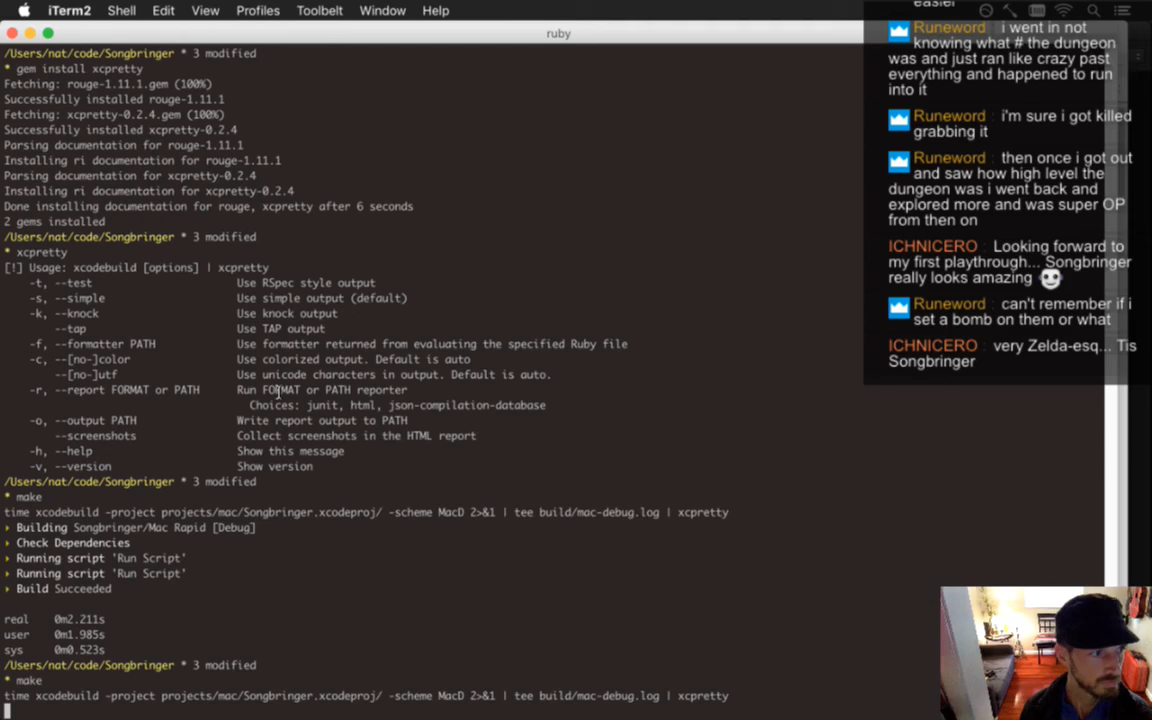 iTerm2 Shell Edit View Profiles Toolbelt Window Help
ruby
/Users/nat/code/Songbringer * 3 modified
* gem install xcpretty
Fetching: rouge-1.11.1.gem (100%)
Successfully installed rouge-1.11.1
Fetching: xcpretty-0.2.4.gem (100%)
Successfully installed xcpretty-0.2.4
Parsing documentation for rouge-1.11.1
Installing ri documentation for rouge-1.11.1
Parsing documentation for xcpretty-0.2.4
Installing ri documentation for xcpretty-0.2.4
Done installing documentation for rouge, xcpretty after 6 seconds
2 gems installed
/Users/nat/code/Songbringer * 3 modified
* xcpretty
[!] Usage: xcodebuild [options] | xcpretty
-t, --test Use RSpec style output
-s, --simple Use simple output (default)
-k, --knock Use knock output
--tap Use TAP output
-f, --formatter PATH Use formatter returned from evaluating the specified Ruby file
-c, --[no-]color Use colorized output. Default is auto
--[no-]utf Use unicode characters in output. Default is auto.
-r, --report FORMAT or PATH Run FORMAT or PATH reporter
Choices: junit, html, json-compilation-database
-o, --output PATH Write report output to PATH
--screenshots Collect screenshots in the HTML report
-h, --help Show this message
-v, --version Show version
/Users/nat/code/Songbringer * 3 modified
* make
time xcodebuild -project projects/mac/Songbringer.xcodeproj/ -scheme MacD 2>&1 | tee build/mac-debug.log | xcpretty
› Building Songbringer/Mac Rapid [Debug]
› Check Dependencies
› Running script 'Run Script'
› Running script 'Run Script'
› Build Succeeded
real 0m2.211s
user 0m1.985s
sys 0m0.523s
/Users/nat/code/Songbringer * 3 modified
* make
time xcodebuild -project projects/mac/Songbringer.xcodeproj/ -scheme MacD 2>&1 | tee build/mac-debug.log | xcpretty
easier
Runeword : i went in not
knowing what # the dungeon
was and just ran like crazy past
everything and happened to run
into it
Runeword : i'm sure i got killed
grabbing it
Runeword : then once i got out
and saw how high level the
dungeon was i went back and
explored more and was super OP
from then on
ICHNICERO : Looking forward to
my first playthrough... Songbringer
really looks amazing
Runeword : can't remember if i
set a bomb on them or what
ICHNICERO : very Zelda-esq... Tis
Songbringer